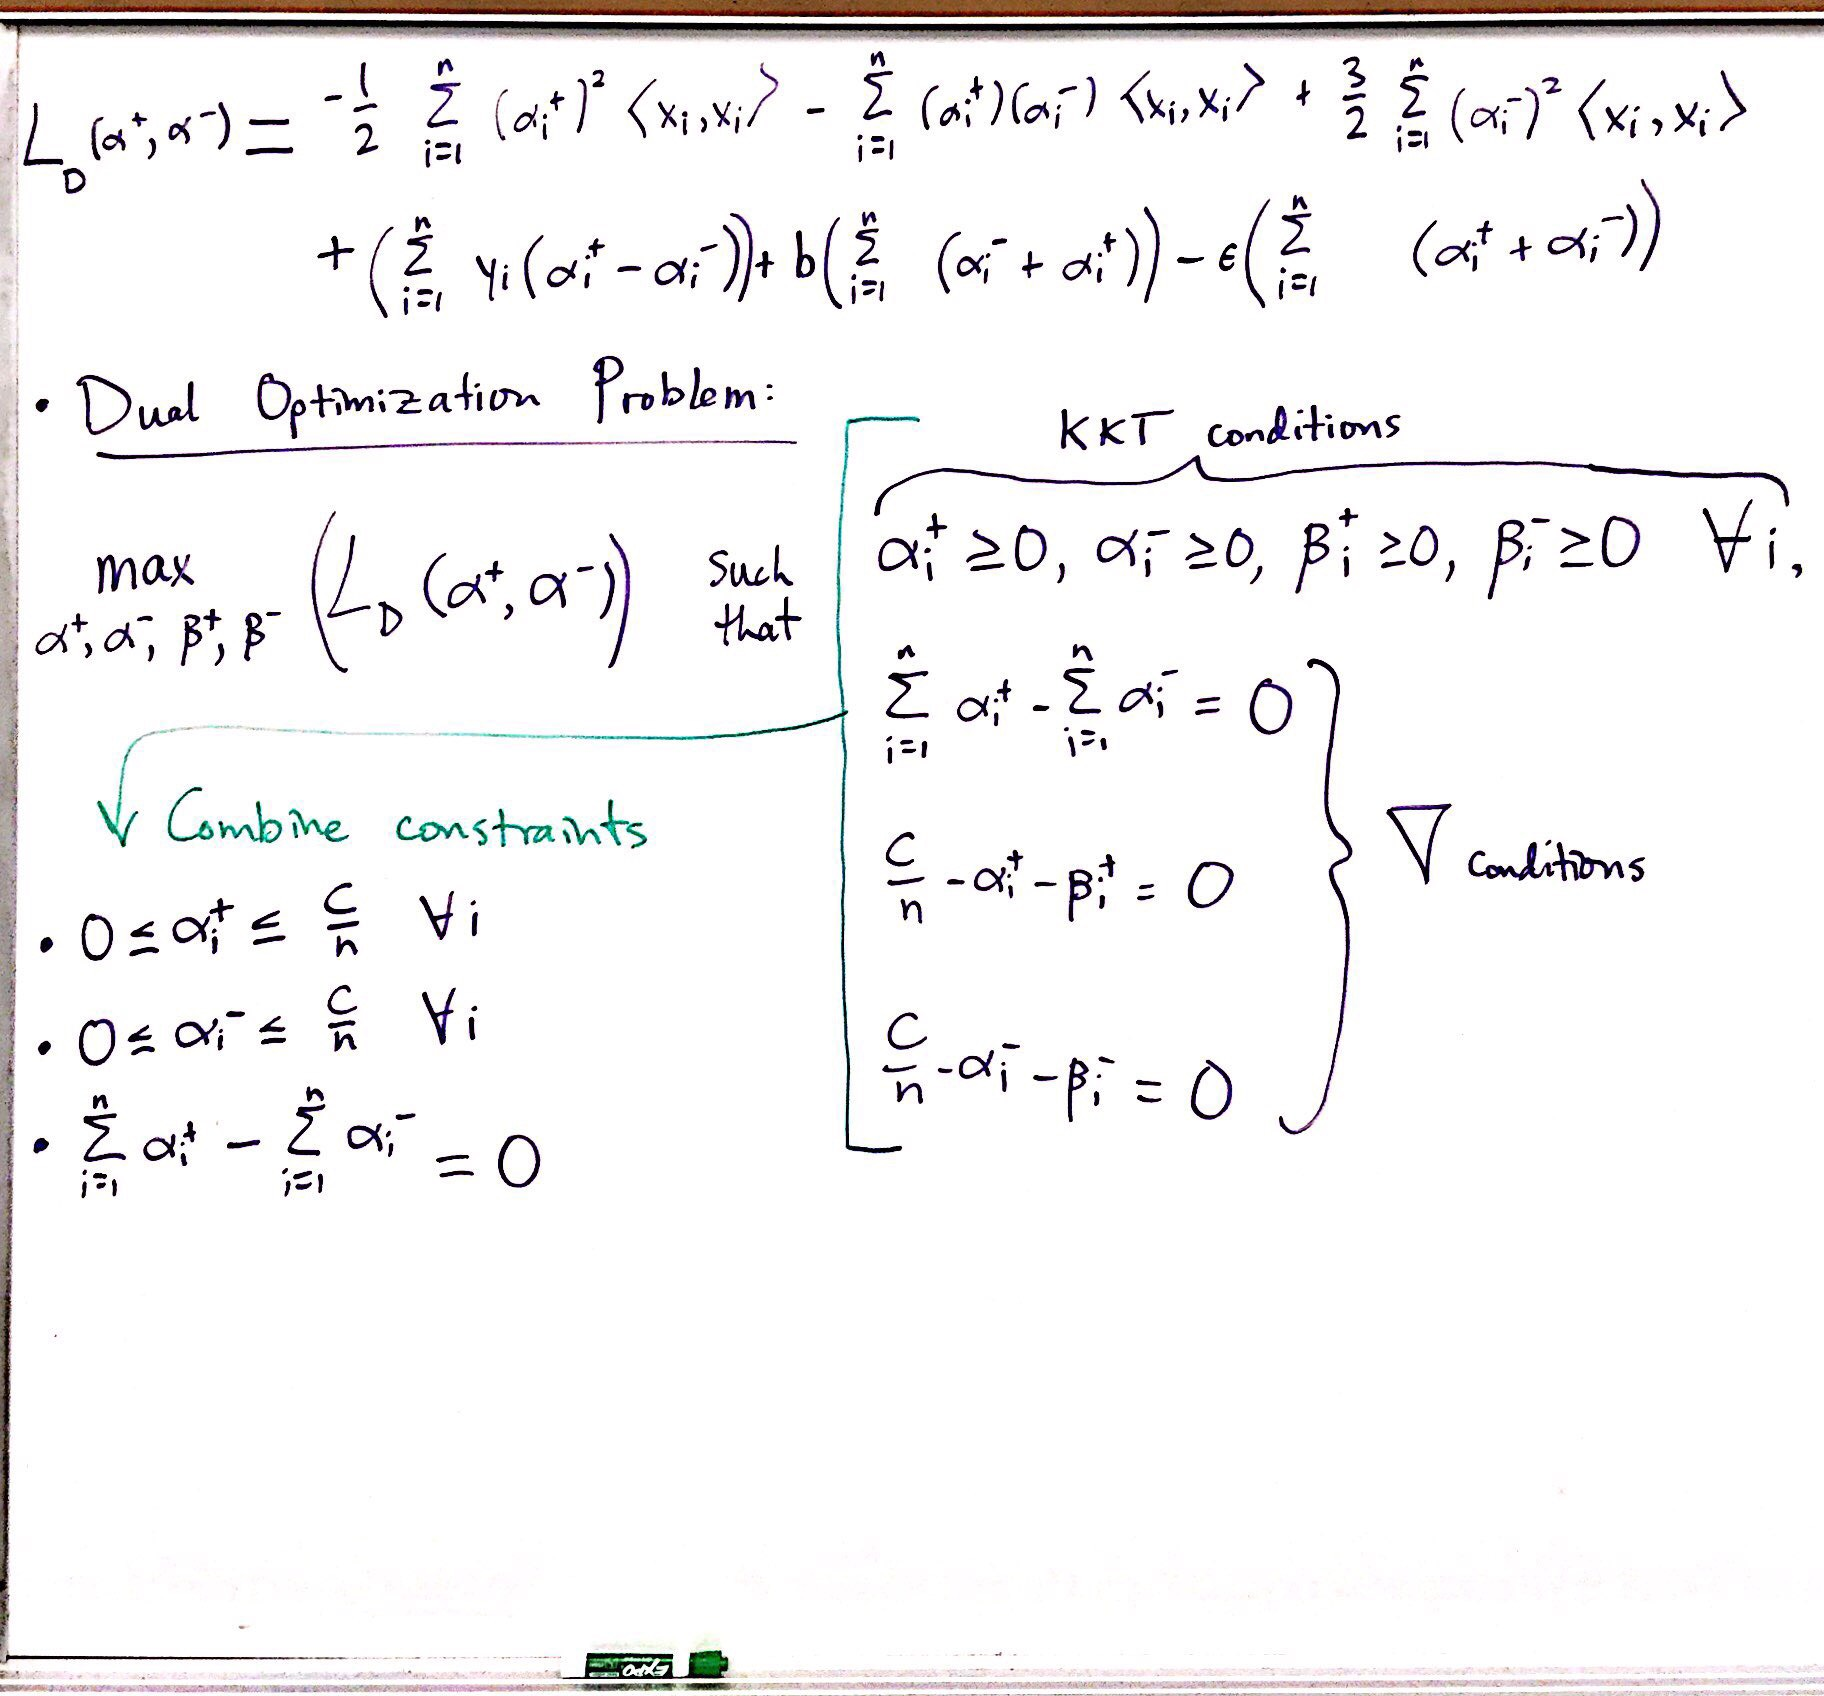 L_D(α⁺, α⁻) = -1/2 Σ_{i=1}^{n} (α_i⁺)² ⟨x_i, x_i⟩ - Σ_{i=1}^{n} (α_i⁺)(α_i⁻) ⟨x_i, x_i⟩ + 3/2 Σ_{i=1}^{n} (α_i⁻)² ⟨x_i, x_i⟩
+ (Σ_{i=1}^{n} y_i(α_i⁺ - α_i⁻)) + b(Σ_{i=1}^{n} (α_i⁻ + α_i⁺)) - ϵ(Σ_{i=1}^{n} (α_i⁺ + α_i⁻))
• Dual Optimization Problem:
max_{α⁺, α⁻, β⁺, β⁻} (L_D(α⁺, α⁻)) such that
KKT conditions
α_i⁺ ≥ 0, α_i⁻ ≥ 0, β_i⁺ ≥ 0, β_i⁻ ≥ 0 ∀i,
Σ_{i=1}^{n} α_i⁺ - Σ_{i=1}^{n} α_i⁻ = 0
C/n - α_i⁺ - β_i⁺ = 0
C/n - α_i⁻ - β_i⁻ = 0
∇ conditions
Combine constraints
• 0 ≤ α_i⁺ ≤ C/n ∀i
• 0 ≤ α_i⁻ ≤ C/n ∀i
• Σ_{i=1}^{n} α_i⁺ - Σ_{i=1}^{n} α_i⁻ = 0
EXPO